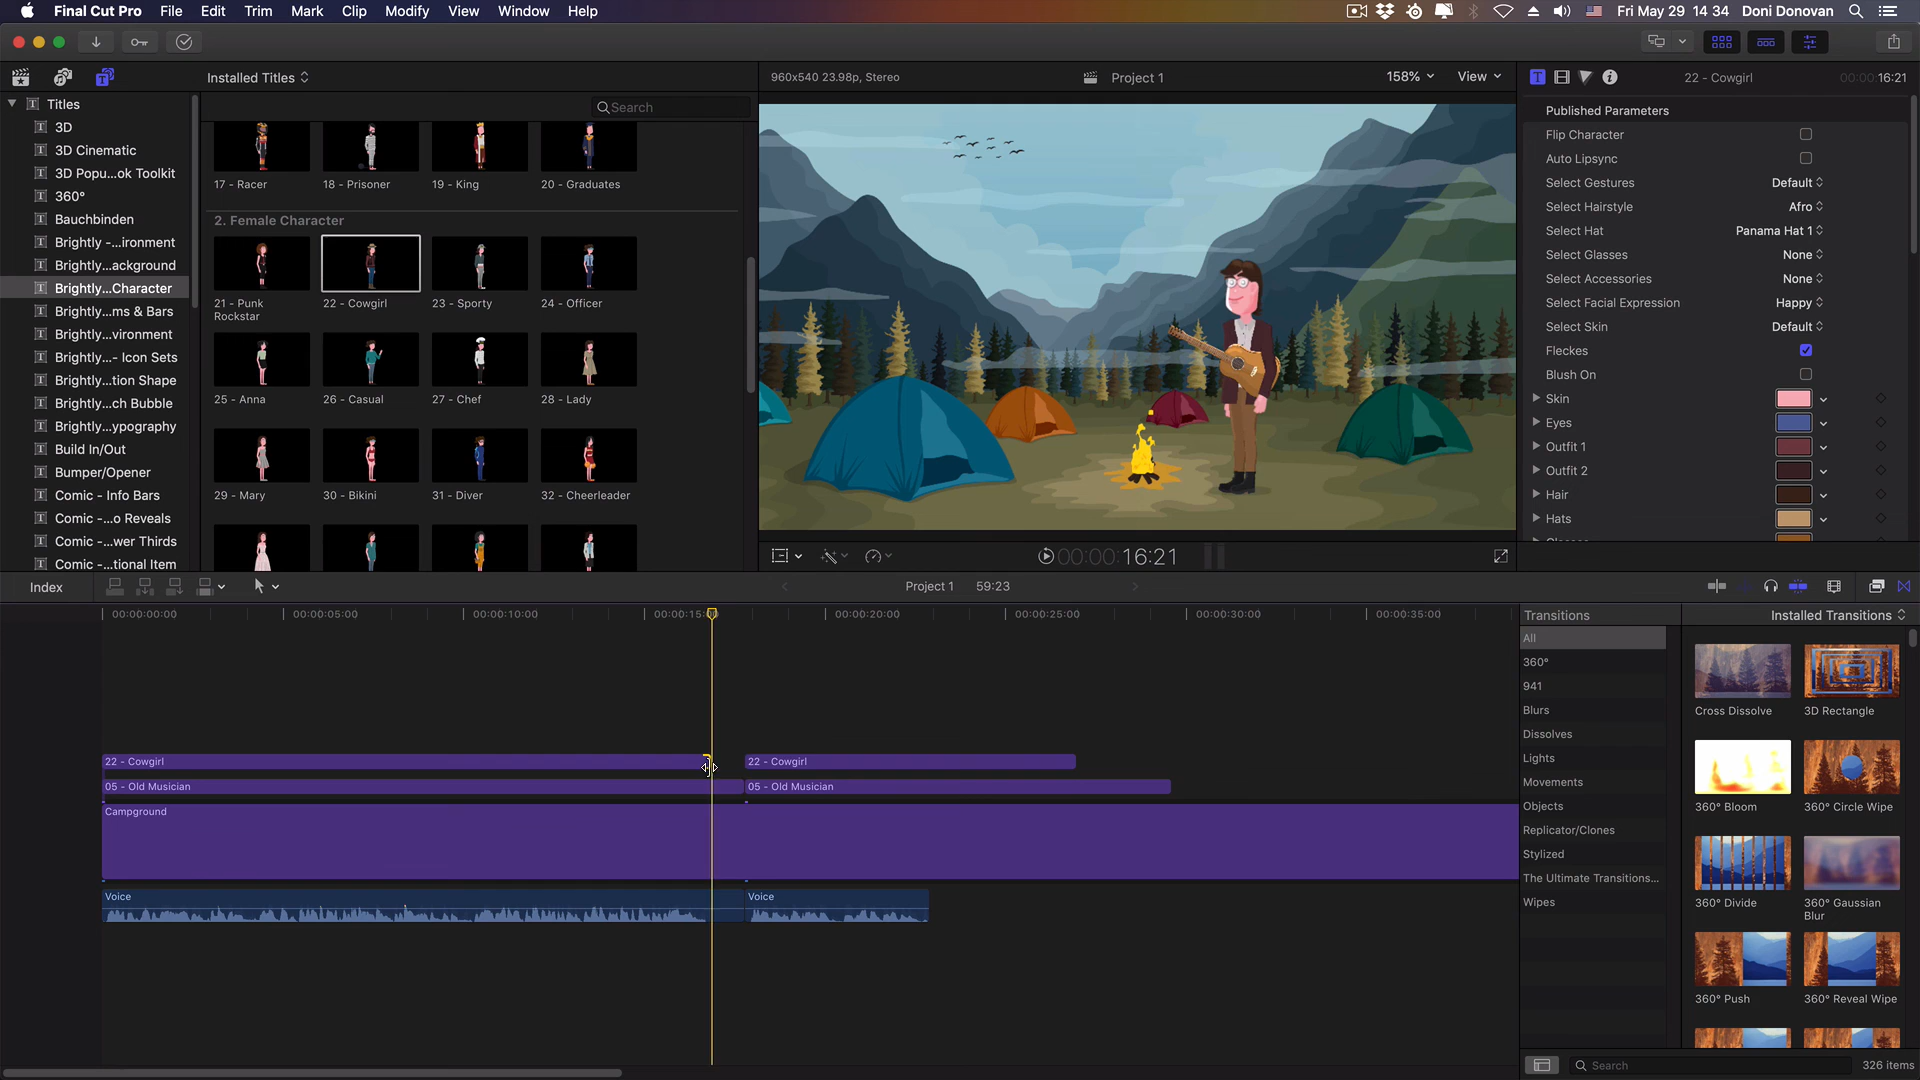 Final Cut Pro File Edit Trim Mark Clip Modify View Window Help
Fri May 29 14 34 Doni Donovan
Installed Titles
Search
Titles
3D
3D Cinematic
3D Popu...ok Toolkit
360°
Bauchbinden
Brightly -...ironment
Brightly...ackground
Brightly...Character
Brightly...ms & Bars
Brightly...vironment
Brightly...- Icon Sets
Brightly...tion Shape
Brightly...ch Bubble
Brightly...ypography
Build In/Out
Bumper/Opener
Comic - Info Bars
Comic -...o Reveals
Comic -...wer Thirds
Comic -...tional Item
17 - Racer
18 - Prisoner
19 - King
20 - Graduates
2. Female Character
21 - Punk
Rockstar
22 - Cowgirl
23 - Sporty
24 - Officer
25 - Anna
26 - Casual
27 - Chef
28 - Lady
29 - Mary
30 - Bikini
31 - Diver
32 - Cheerleader
960x540 23.98p, Stereo
Project 1
158%
View
00:00:16:21
22 - Cowgirl
00:00:16:21
Published Parameters
Flip Character
Auto Lipsync
Select Gestures Default
Select Hairstyle Afro
Select Hat Panama Hat 1
Select Glasses None
Select Accessories None
Select Facial Expression Happy
Select Skin Default
Fleckes
Blush On
Skin
Eyes
Outfit 1
Outfit 2
Hair
Hats
Index
Project 1 59:23
00:00:00:00
00:00:05:00
00:00:10:00
00:00:15:00
00:00:20:00
00:00:25:00
00:00:30:00
00:00:35:00
22 - Cowgirl
22 - Cowgirl
05 - Old Musician
05 - Old Musician
Campground
Voice
Voice
Transitions
Installed Transitions
All
360°
941
Blurs
Dissolves
Lights
Movements
Objects
Replicator/Clones
Stylized
The Ultimate Transitions...
Wipes
Cross Dissolve
3D Rectangle
360° Bloom
360° Circle Wipe
360° Divide
360° Gaussian
Blur
360° Push
360° Reveal Wipe
Search
326 items